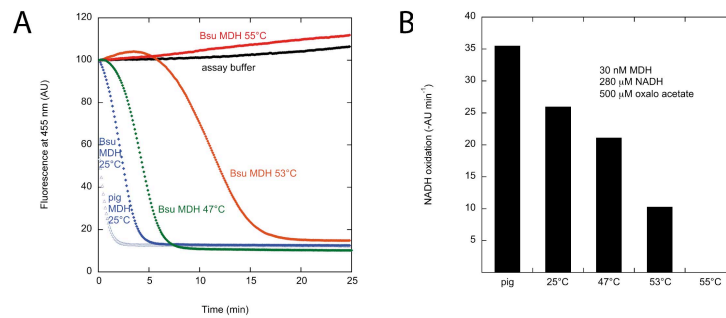 A
120
100
80
60
40
20
0
Fluorescence at 455 nm (AU)
Bsu MDH 55°C
assay buffer
Bsu
MDH
25°C
pig
MDH
25°C
Bsu MDH 53°C
Bsu MDH 47°C
0
5
10
15
20
25
Time (min)
B
40
35
30
25
20
15
10
5
NADH oxidation (-AU min⁻¹)
30 nM MDH
280 μM NADH
500 μM oxalo acetate
pig
25°C
47°C
53°C
55°C